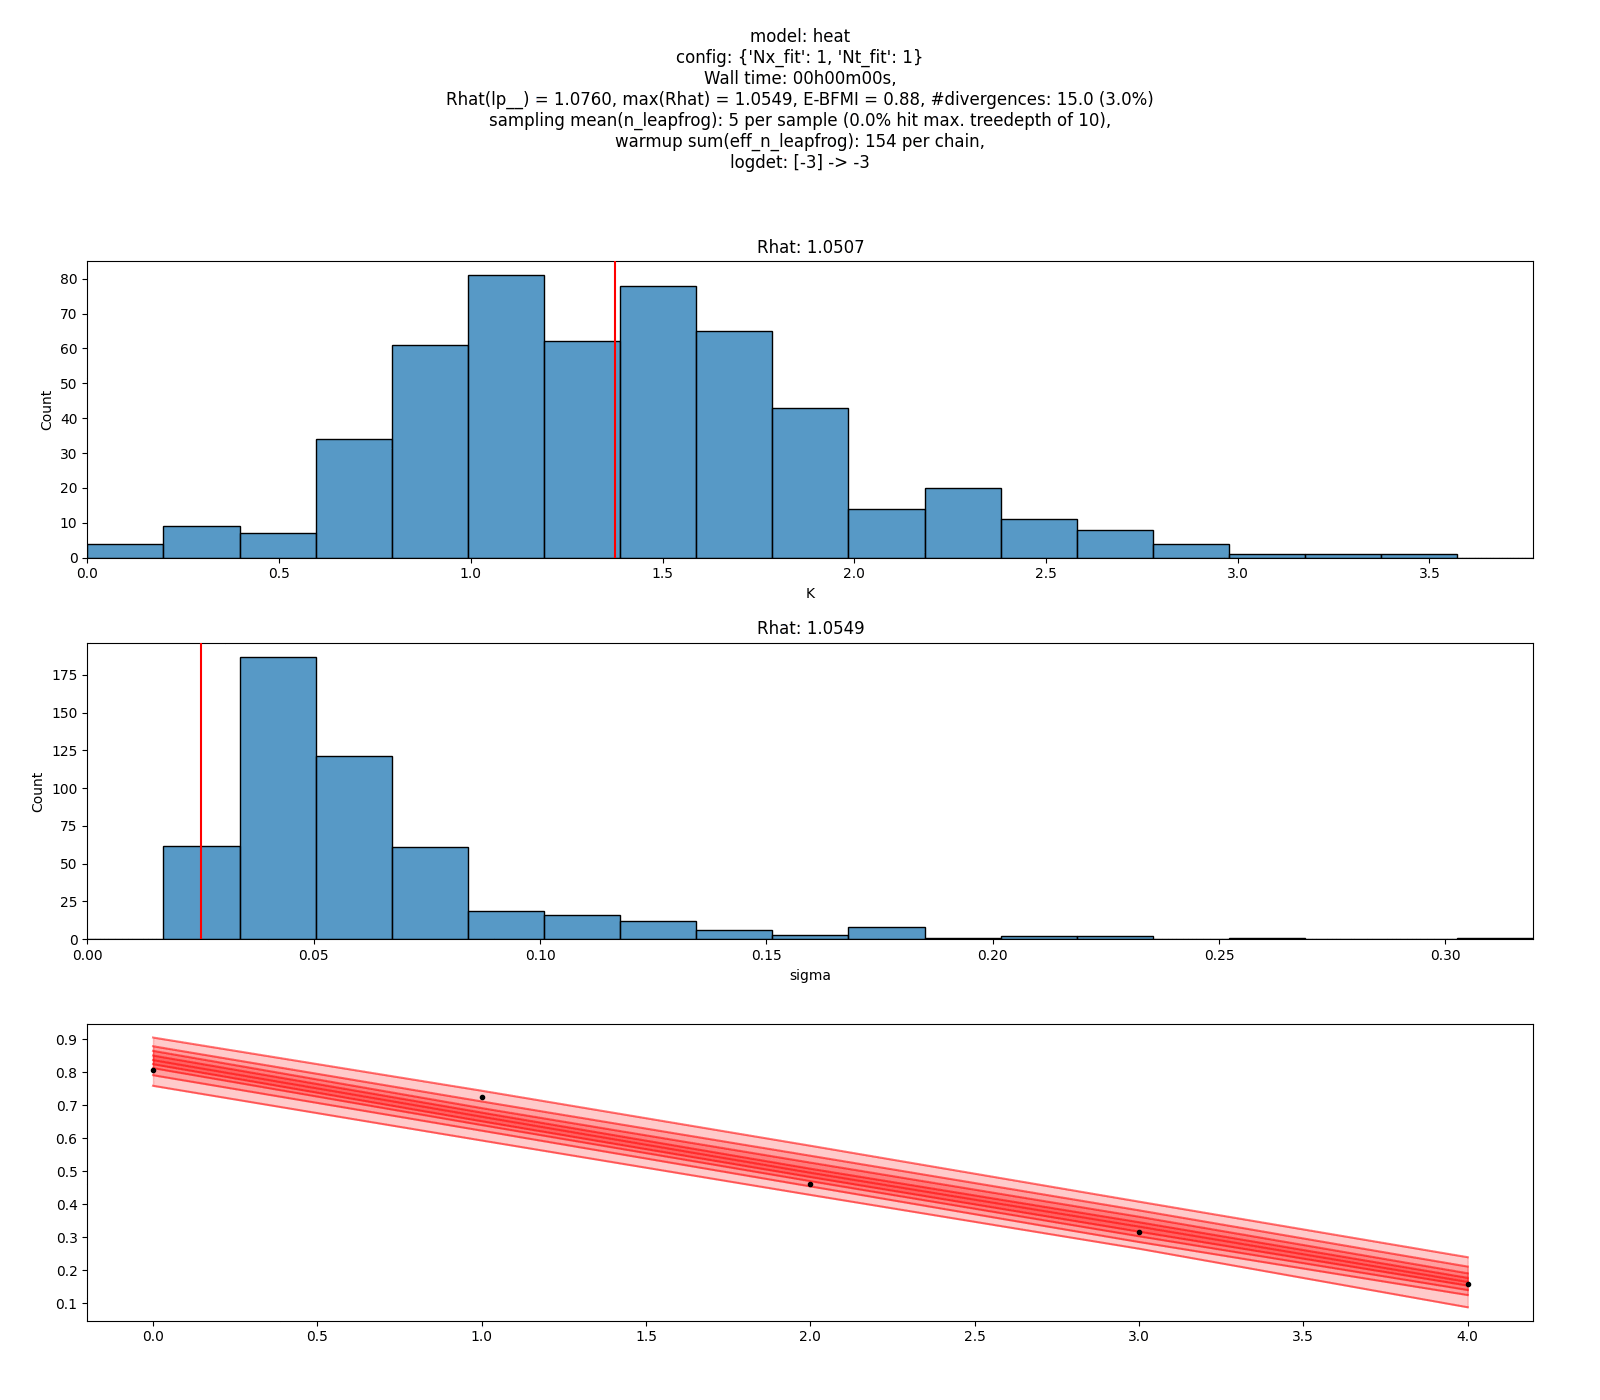 model: heat
config: {'Nx_fit': 1, 'Nt_fit': 1}
Wall time: 00h00m00s,
Rhat(lp__) = 1.0760, max(Rhat) = 1.0549, E-BFMI = 0.88, #divergences: 15.0 (3.0%)
sampling mean(n_leapfrog): 5 per sample (0.0% hit max. treedepth of 10),
warmup sum(eff_n_leapfrog): 154 per chain,
logdet: [-3] -> -3
Rhat: 1.0507
80
70
60
50
40
30
20
10
0
Count
0.0 0.5 1.0 1.5 2.0 2.5 3.0 3.5
K
Rhat: 1.0549
175
150
125
100
75
50
25
0
Count
0.00 0.05 0.10 0.15 0.20 0.25 0.30
sigma
0.9
0.8
0.7
0.6
0.5
0.4
0.3
0.2
0.1
0.0 0.5 1.0 1.5 2.0 2.5 3.0 3.5 4.0